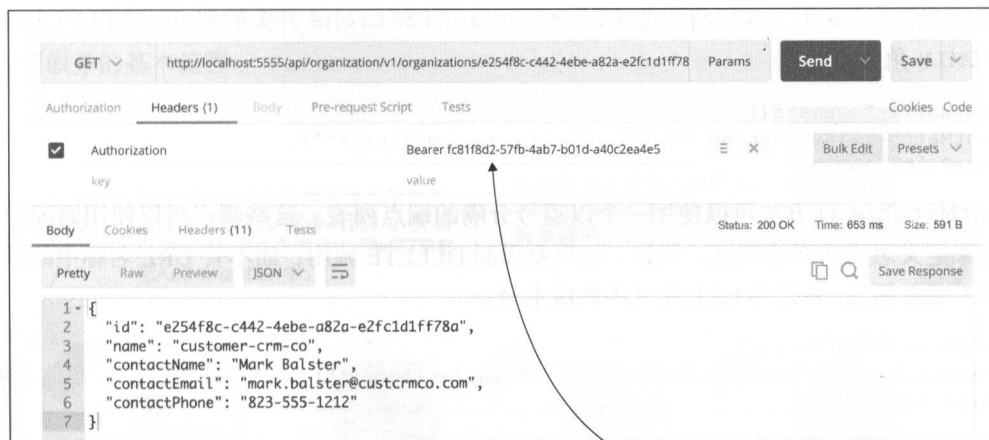 GET http://localhost:5555/api/organization/v1/organizations/e254f8c-c442-4ebe-a82a-e2fc1d1ff78 Params Send Save
Authorization Headers (1) Body Pre-request Script Tests Cookies Code
Authorization Bearer fc81f8d2-57fb-4ab7-b01d-a40c2ea4e5 Bulk Edit Presets
key value
Body Cookies Headers (11) Tests Status: 200 OK Time: 653 ms Size: 591 B
Pretty Raw Preview JSON Save Response
1 {
2 "id": "e254f8c-c442-4ebe-a82a-e2fc1d1ff78a",
3 "name": "customer-crm-co",
4 "contactName": "Mark Balster",
5 "contactEmail": "mark.balster@custcrmco.com",
6 "contactPhone": "823-555-1212"
7 }